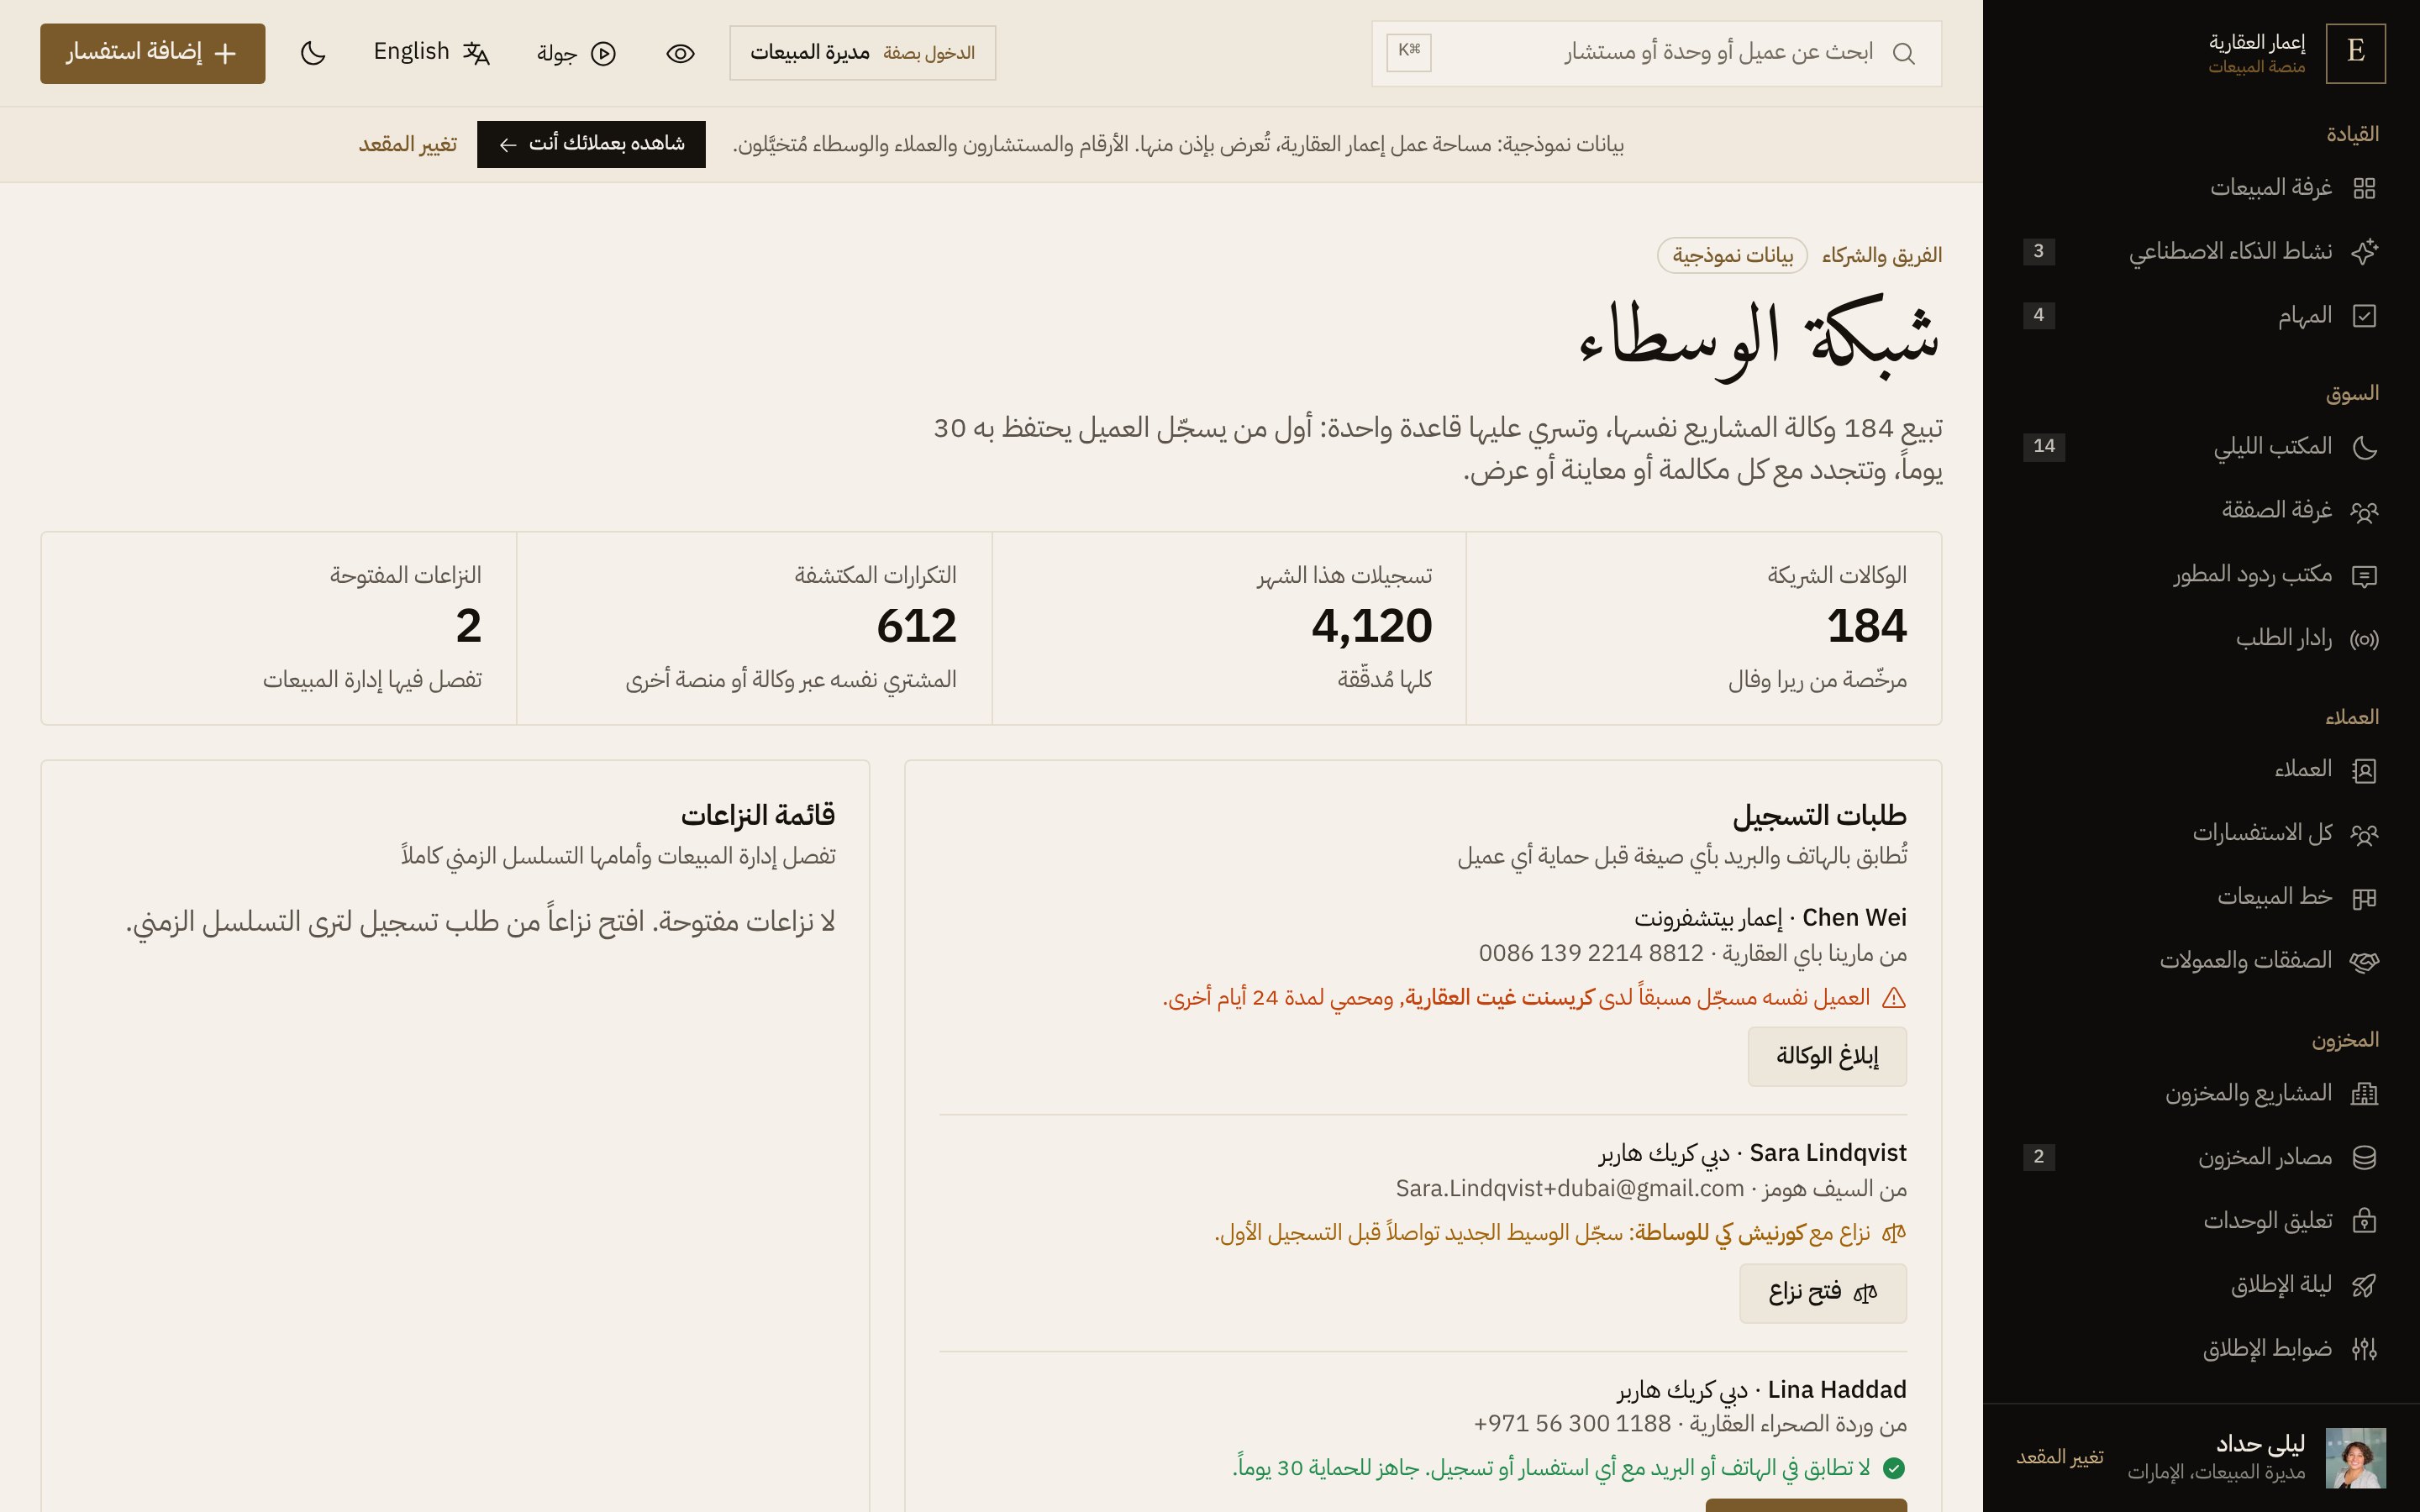 E
إعمار العقارية
منصة المبيعات
القيادة
غرفة المبيعات
نشاط الذكاء الاصطناعي 3
المهام 4
السوق
المكتب الليلي 14
غرفة الصفقة
مكتب ردود المطور
رادار الطلب
العملاء
العملاء
كل الاستفسارات
خط المبيعات
الصفقات والعمولات
المخزون
المشاريع والمخزون
مصادر المخزون 2
تعليق الوحدات
ليلة الإطلاق
ضوابط الإطلاق
ليلى حداد
مديرة المبيعات، الإمارات
تغيير المقعد
ابحث عن عميل أو وحدة أو مستشار ⌘K
الدخول بصفة مديرة المبيعات
جولة
English
إضافة استفسار
بيانات نموذجية: مساحة عمل إعمار العقارية، تُعرض بإذن منها. الأرقام والمستشارون والعملاء والوسطاء مُتخيَّلون.
شاهده بعملائك أنت ←
تغيير المقعد
الفريق والشركاء بيانات نموذجية
شبكة الوسطاء
تبيع 184 وكالة المشاريع نفسها، وتسري عليها قاعدة واحدة: أول من يسجّل العميل يحتفظ به 30
يوماً، وتتجدد مع كل مكالمة أو معاينة أو عرض.
الوكالات الشريكة
184
مرخّصة من ريرا وفال
تسجيلات هذا الشهر
4,120
كلها مُدقّقة
التكرارات المكتشفة
612
المشتري نفسه عبر وكالة أو منصة أخرى
النزاعات المفتوحة
2
تفصل فيها إدارة المبيعات
طلبات التسجيل
تُطابق بالهاتف والبريد بأي صيغة قبل حماية أي عميل
Chen Wei · إعمار بيتشفرونت
من مارينا باي العقارية · 0086 139 2214 8812
العميل نفسه مسجّل مسبقاً لدى كريسنت غيت العقارية, ومحمي لمدة 24 أيام أخرى.
إبلاغ الوكالة
Sara Lindqvist · دبي كريك هاربر
من السيف هومز · Sara.Lindqvist+dubai@gmail.com
نزاع مع كورنيش كي للوساطة: سجّل الوسيط الجديد تواصلاً قبل التسجيل الأول.
فتح نزاع
Lina Haddad · دبي كريك هاربر
من وردة الصحراء العقارية · +971 56 300 1188
لا تطابق في الهاتف أو البريد مع أي استفسار أو تسجيل. جاهز للحماية 30 يوماً.
قائمة النزاعات
تفصل إدارة المبيعات وأمامها التسلسل الزمني كاملاً
لا نزاعات مفتوحة. افتح نزاعاً من طلب تسجيل لترى التسلسل الزمني.